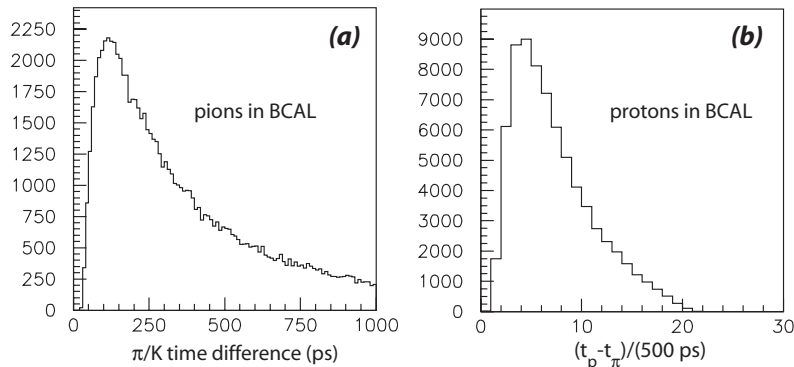 (a)
2250
2000
1750
1500
1250
1000
750
500
250
0
pions in BCAL
0 250 500 750 1000
π/K time difference (ps)
(b)
9000
8000
7000
6000
5000
4000
3000
2000
1000
0
protons in BCAL
0 10 20 30
(t_p-t_π)/(500 ps)